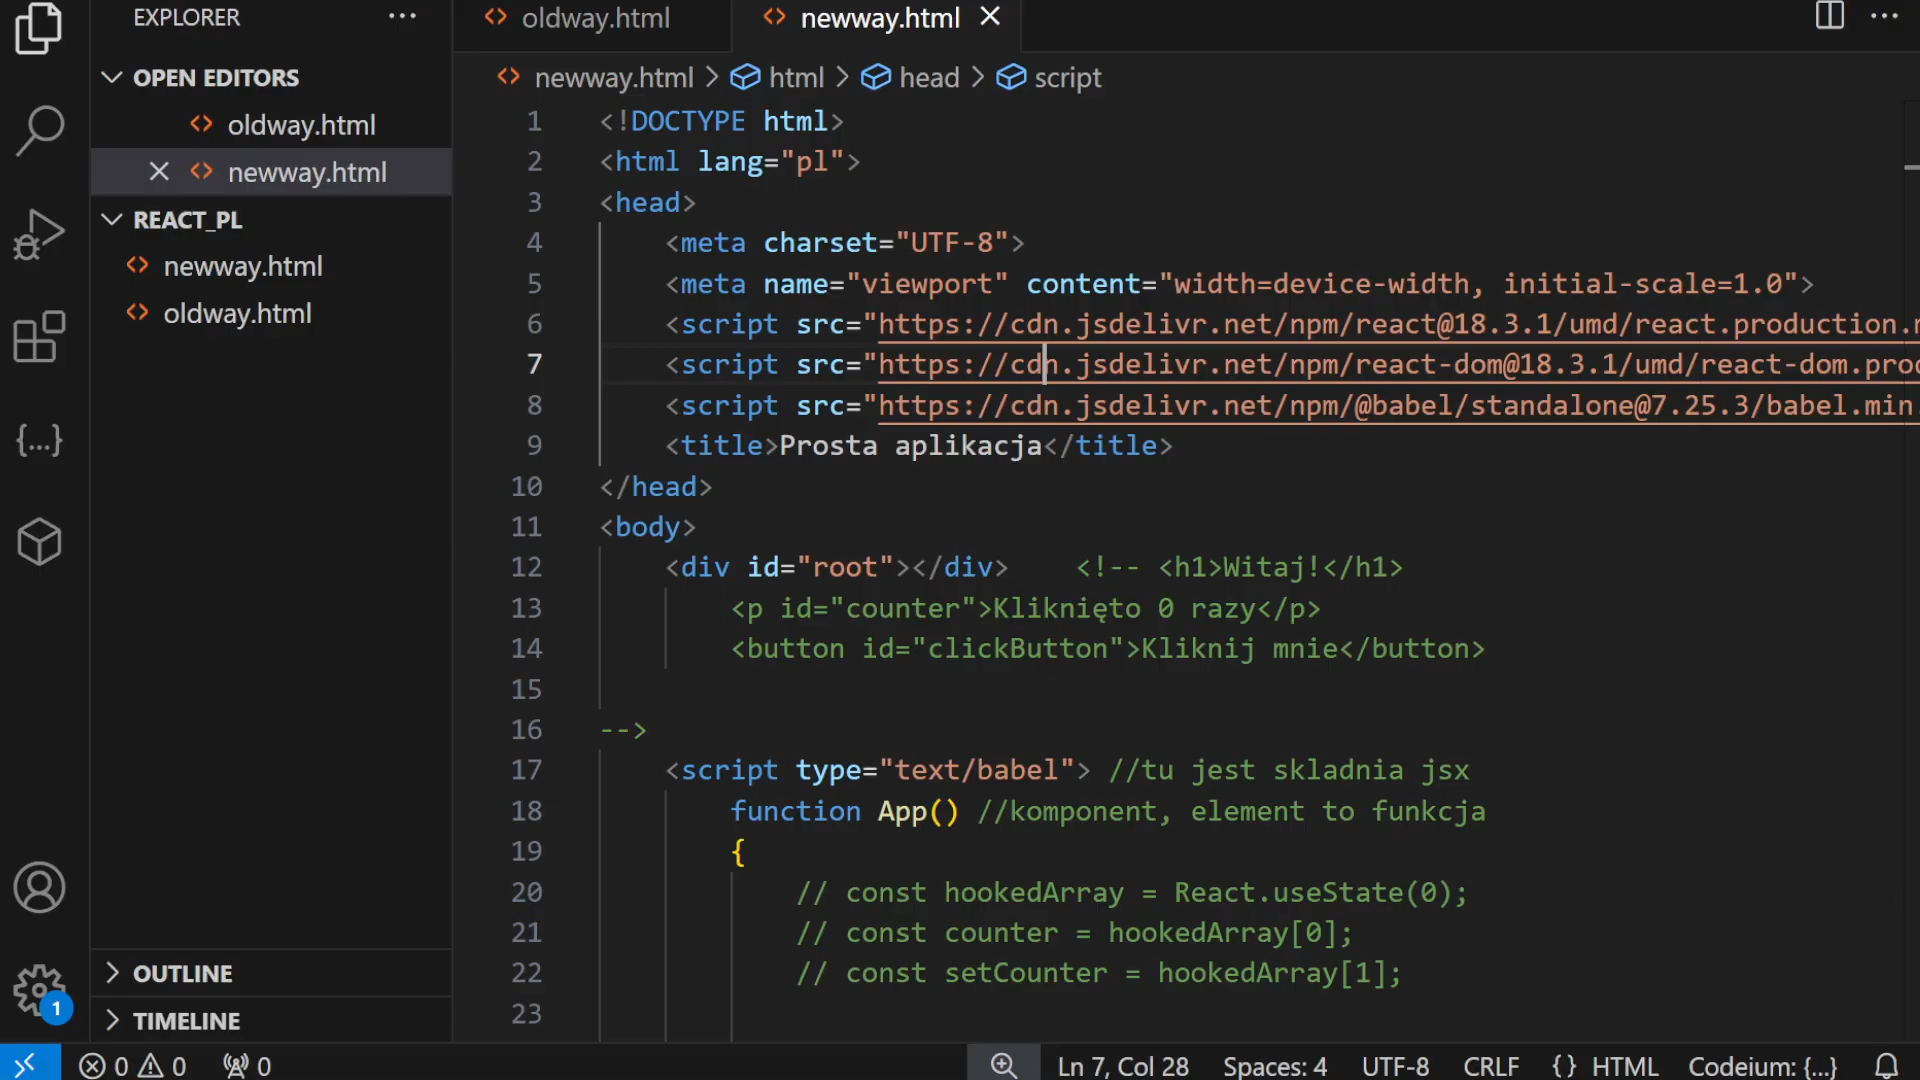 EXPLORER
OPEN EDITORS
oldway.html
newway.html
REACT_PL
newway.html
oldway.html
OUTLINE
TIMELINE
1
oldway.html
newway.html
newway.html > html > head > script
1 <!DOCTYPE html>
2 <html lang="pl">
3 <head>
4 <meta charset="UTF-8">
5 <meta name="viewport" content="width=device-width, initial-scale=1.0">
6 <script src="https://cdn.jsdelivr.net/npm/react@18.3.1/umd/react.production.
7 <script src="https://cdn.jsdelivr.net/npm/react-dom@18.3.1/umd/react-dom.pro
8 <script src="https://cdn.jsdelivr.net/npm/@babel/standalone@7.25.3/babel.min.
9 <title>Prosta aplikacja</title>
10 </head>
11 <body>
12 <div id="root"></div> <!-- <h1>Witaj!</h1>
13 <p id="counter">Kliknięto 0 razy</p>
14 <button id="clickButton">Kliknij mnie</button>
15
16 -->
17 <script type="text/babel"> //tu jest skladnia jsx
18 function App() //komponent, element to funkcja
19 {
20 // const hookedArray = React.useState(0);
21 // const counter = hookedArray[0];
22 // const setCounter = hookedArray[1];
23
0 0 0 Ln 7, Col 28 Spaces: 4 UTF-8 CRLF {} HTML Codeium: {...}